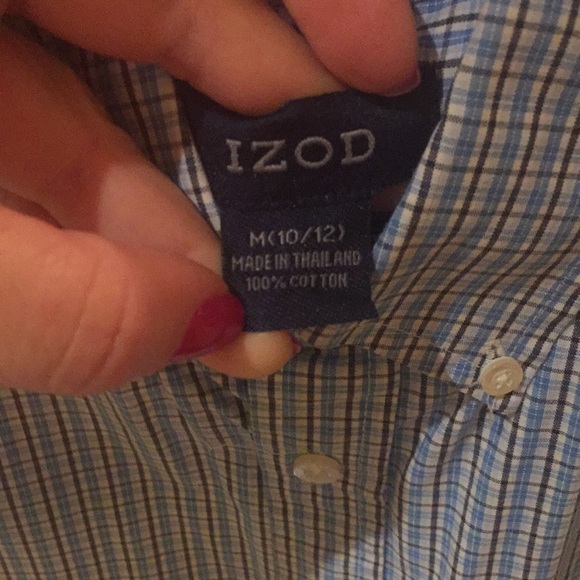 IZOD
M(10/12)
MADE IN THAILAND
100% COTTON